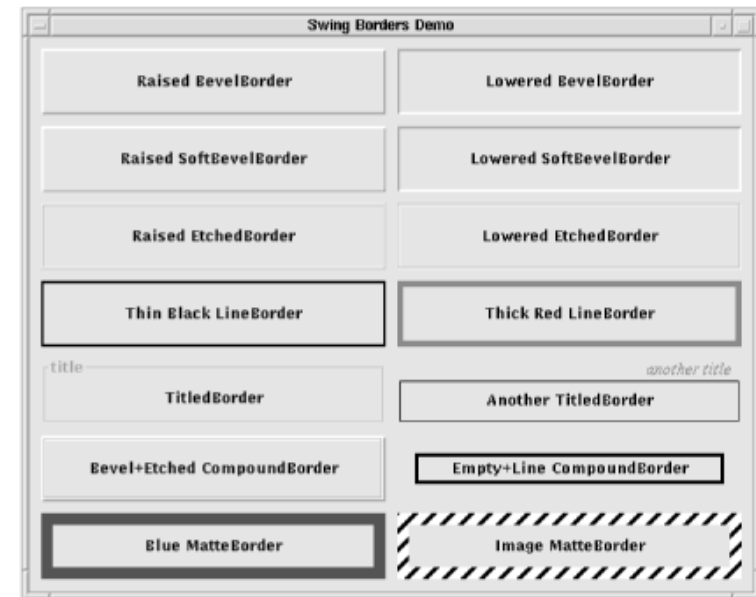 Swing Borders Demo
Raised BevelBorder
Lowered BevelBorder
Raised SoftBevelBorder
Lowered SoftBevelBorder
Raised EtchedBorder
Lowered EtchedBorder
Thin Black LineBorder
Thick Red LineBorder
title
another title
TitledBorder
Another TitledBorder
Bevel+Etched CompoundBorder
Empty+Line CompoundBorder
Blue MatteBorder
Image MatteBorder